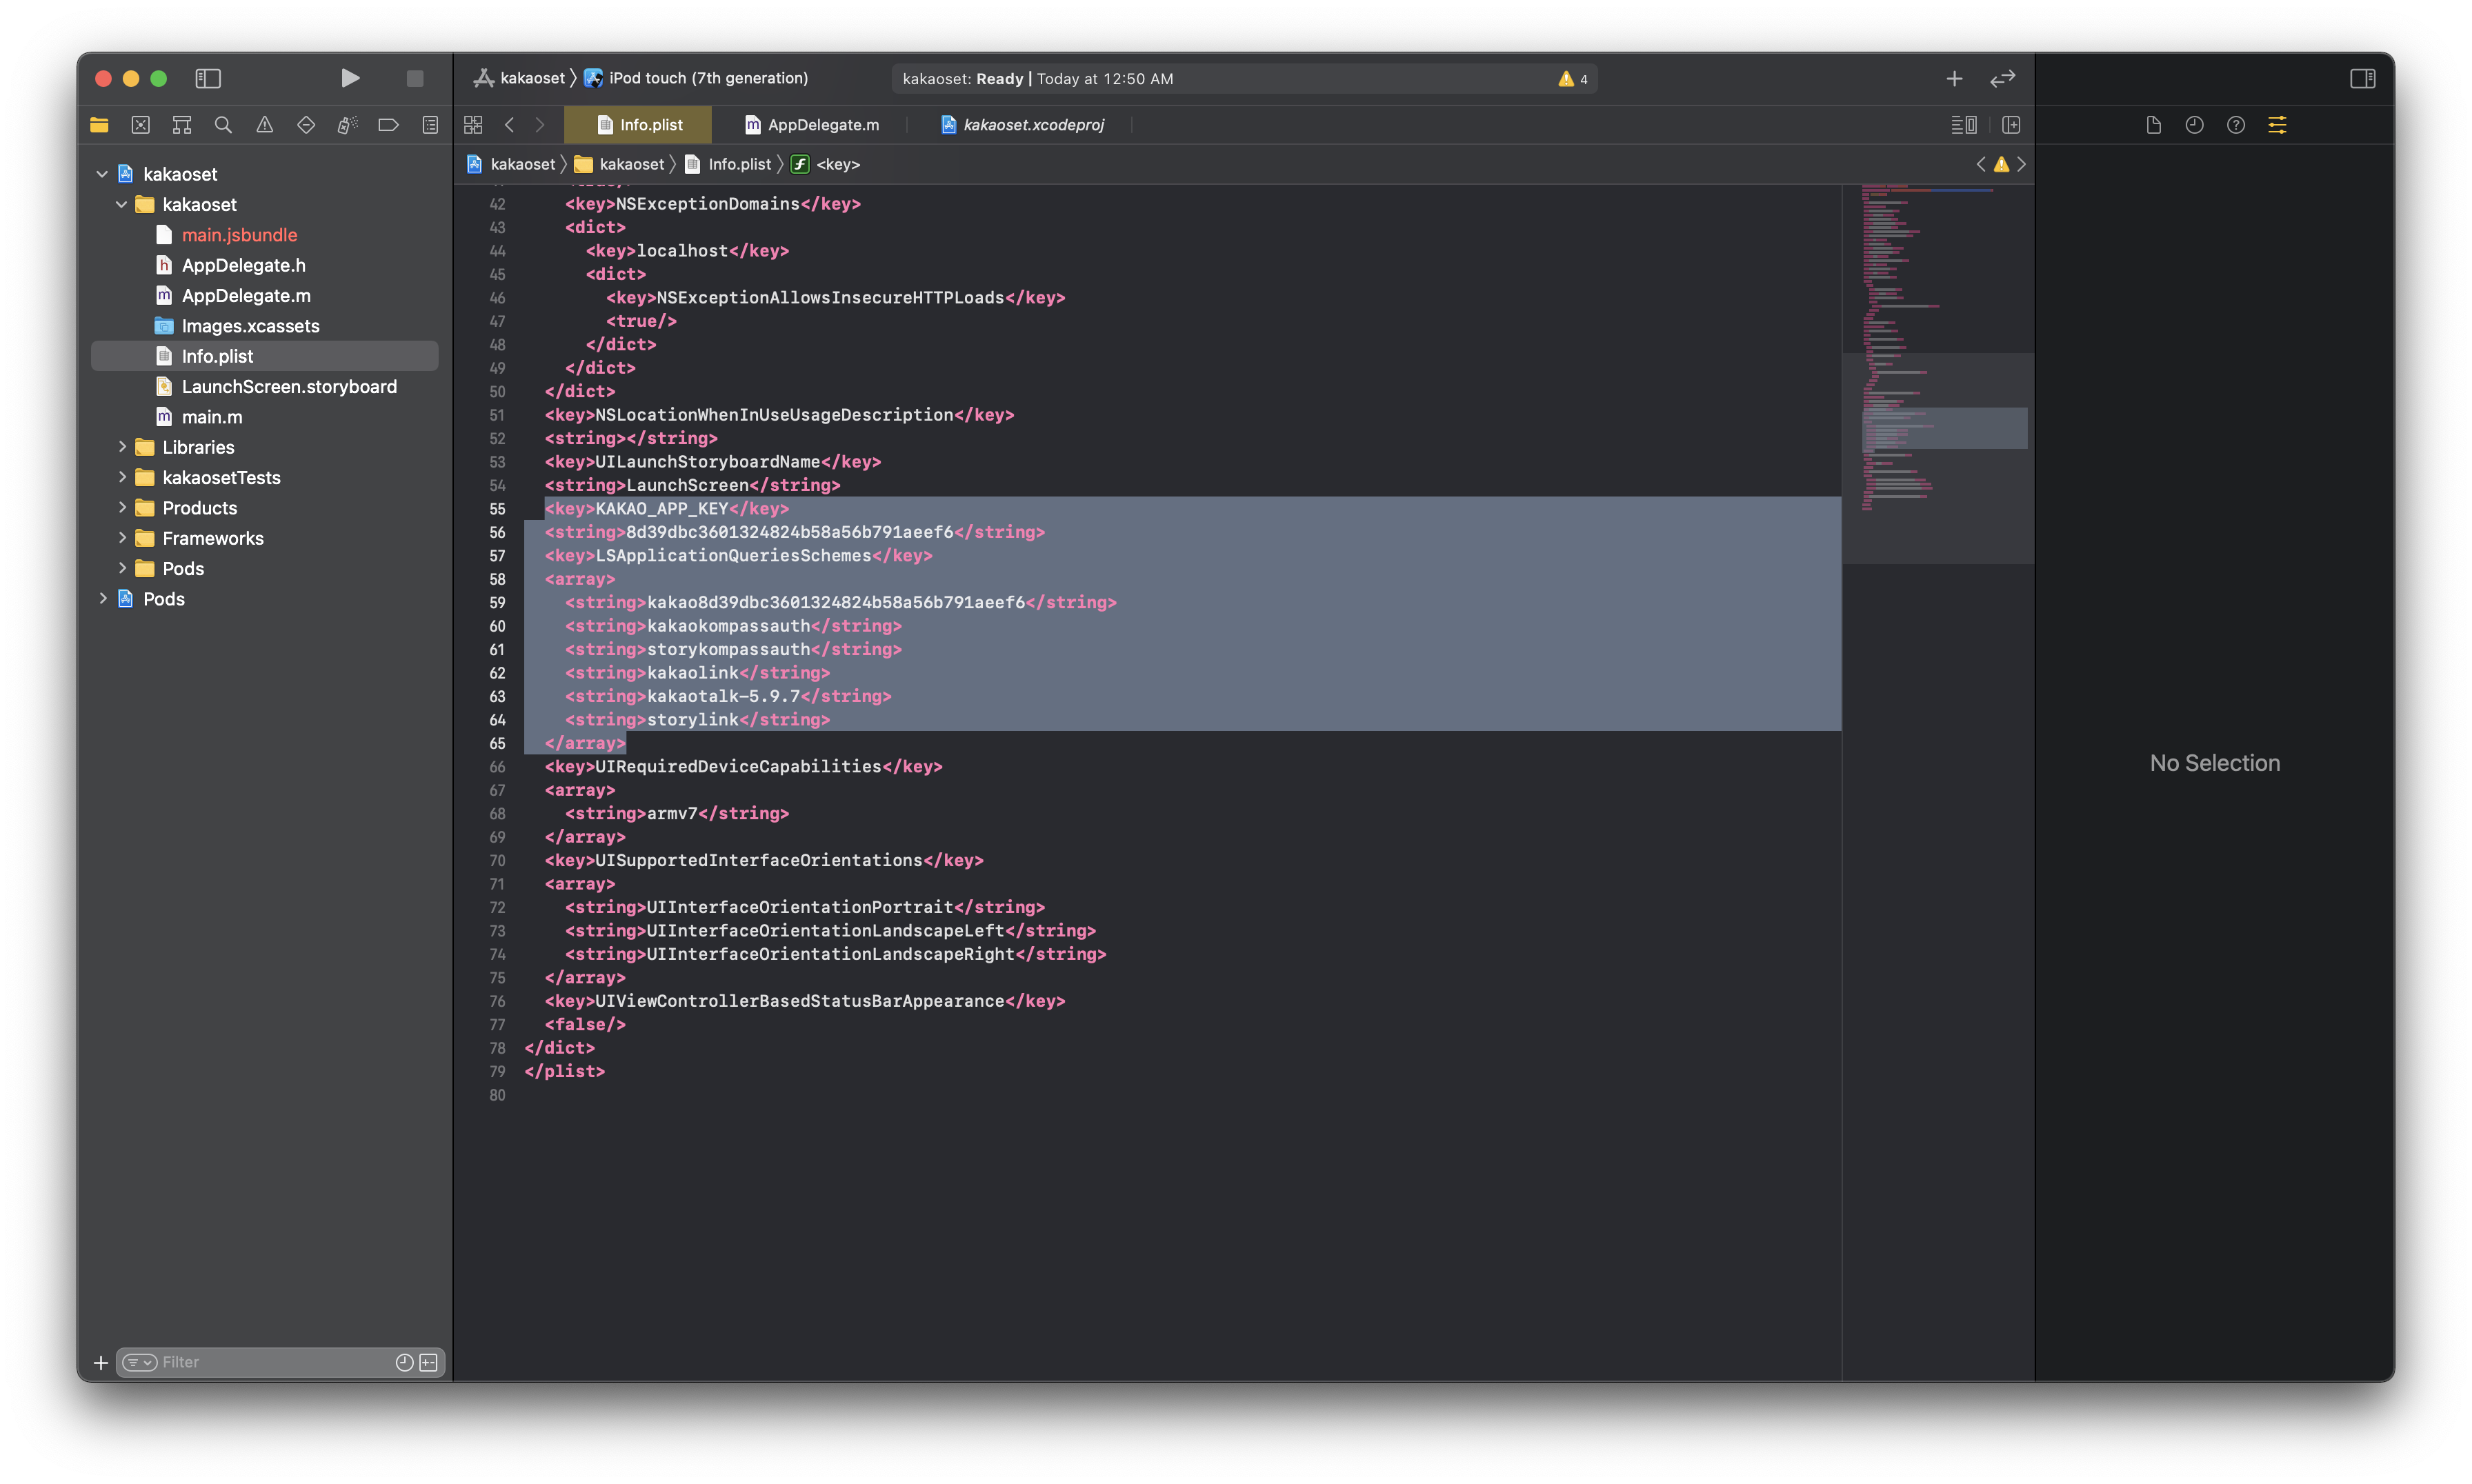 kakaoset
iPod touch (7th generation)
kakaoset: Ready | Today at 12:50 AM
4
Info.plist
AppDelegate.m
kakaoset.xcodeproj
kakaoset
kakaoset
Info.plist
<key>
kakaoset
kakaoset
main.jsbundle
AppDelegate.h
AppDelegate.m
Images.xcassets
Info.plist
LaunchScreen.storyboard
main.m
Libraries
kakaosetTests
Products
Frameworks
Pods
Pods
Filter
42 <key>NSExceptionDomains</key>
43 <dict>
44 <key>localhost</key>
45 <dict>
46 <key>NSExceptionAllowsInsecureHTTPLoads</key>
47 <true/>
48 </dict>
49 </dict>
50 </dict>
51 <key>NSLocationWhenInUseUsageDescription</key>
52 <string></string>
53 <key>UILaunchStoryboardName</key>
54 <string>LaunchScreen</string>
55 <key>KAKAO_APP_KEY</key>
56 <string>8d39dbc3601324824b58a56b791aeef6</string>
57 <key>LSApplicationQueriesSchemes</key>
58 <array>
59 <string>kakao8d39dbc3601324824b58a56b791aeef6</string>
60 <string>kakaokompassauth</string>
61 <string>storykompassauth</string>
62 <string>kakaolink</string>
63 <string>kakaotalk-5.9.7</string>
64 <string>storylink</string>
65 </array>
66 <key>UIRequiredDeviceCapabilities</key>
67 <array>
68 <string>armv7</string>
69 </array>
70 <key>UISupportedInterfaceOrientations</key>
71 <array>
72 <string>UIInterfaceOrientationPortrait</string>
73 <string>UIInterfaceOrientationLandscapeLeft</string>
74 <string>UIInterfaceOrientationLandscapeRight</string>
75 </array>
76 <key>UIViewControllerBasedStatusBarAppearance</key>
77 <false/>
78 </dict>
79 </plist>
80
No Selection